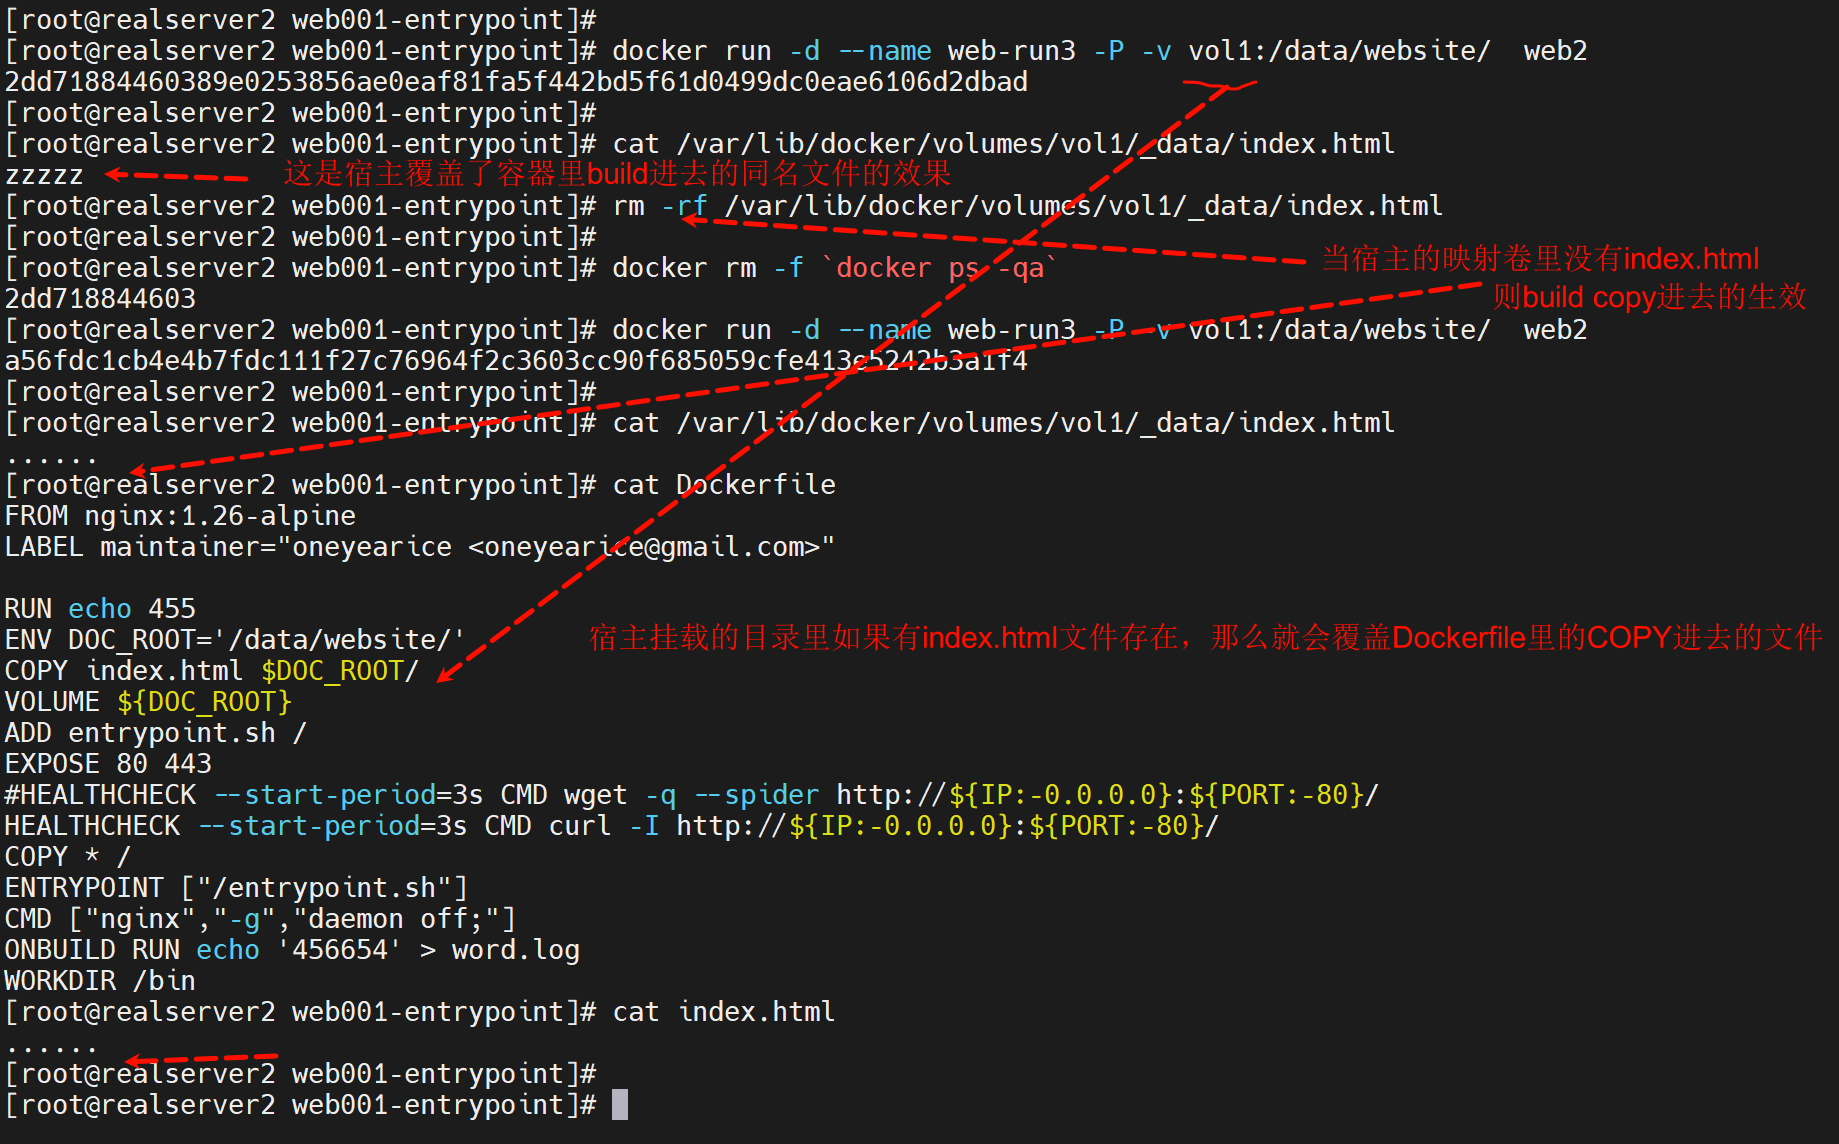 [root@realserver2 web001-entrypoint]#
[root@realserver2 web001-entrypoint]# docker run -d --name web-run3 -P -v vol1:/data/website/  web2
2dd71884460389e0253856ae0eaf81fa5f442bd5f61d0499dc0eae6106d2dbad
[root@realserver2 web001-entrypoint]#
[root@realserver2 web001-entrypoint]# cat /var/lib/docker/volumes/vol1/_data/index.html
zzzzz 这是宿主覆盖了容器里build进去的同名文件的效果
[root@realserver2 web001-entrypoint]# rm -rf /var/lib/docker/volumes/vol1/_data/index.html
[root@realserver2 web001-entrypoint]#
当宿主的映射卷里没有index.html
[root@realserver2 web001-entrypoint]# docker rm -f `docker ps -qa`
2dd718844603
则build copy进去的生效
[root@realserver2 web001-entrypoint]# docker run -d --name web-run3 -P -v vol1:/data/website/  web2
a56fdc1cb4e4b7fdc111f27c76964f2c3603cc90f685059cfe413e5242b3a1f4
[root@realserver2 web001-entrypoint]#
[root@realserver2 web001-entrypoint]# cat /var/lib/docker/volumes/vol1/_data/index.html
......
[root@realserver2 web001-entrypoint]# cat Dockerfile
FROM nginx:1.26-alpine
LABEL maintainer="oneyearice <oneyearice@gmail.com>"
RUN echo 455
ENV DOC_ROOT='/data/website/'
宿主挂载的目录里如果有index.html文件存在，那么就会覆盖Dockerfile里的COPY进去的文件
COPY index.html $DOC_ROOT/
VOLUME ${DOC_ROOT}
ADD entrypoint.sh /
EXPOSE 80 443
#HEALTHCHECK --start-period=3s CMD wget -q --spider http://${IP:-0.0.0.0}:${PORT:-80}/
HEALTHCHECK --start-period=3s CMD curl -I http://${IP:-0.0.0.0}:${PORT:-80}/
COPY * /
ENTRYPOINT ["/entrypoint.sh"]
CMD ["nginx","-g","daemon off;"]
ONBUILD RUN echo '456654' > word.log
WORKDIR /bin
[root@realserver2 web001-entrypoint]# cat index.html
......
[root@realserver2 web001-entrypoint]#
[root@realserver2 web001-entrypoint]#